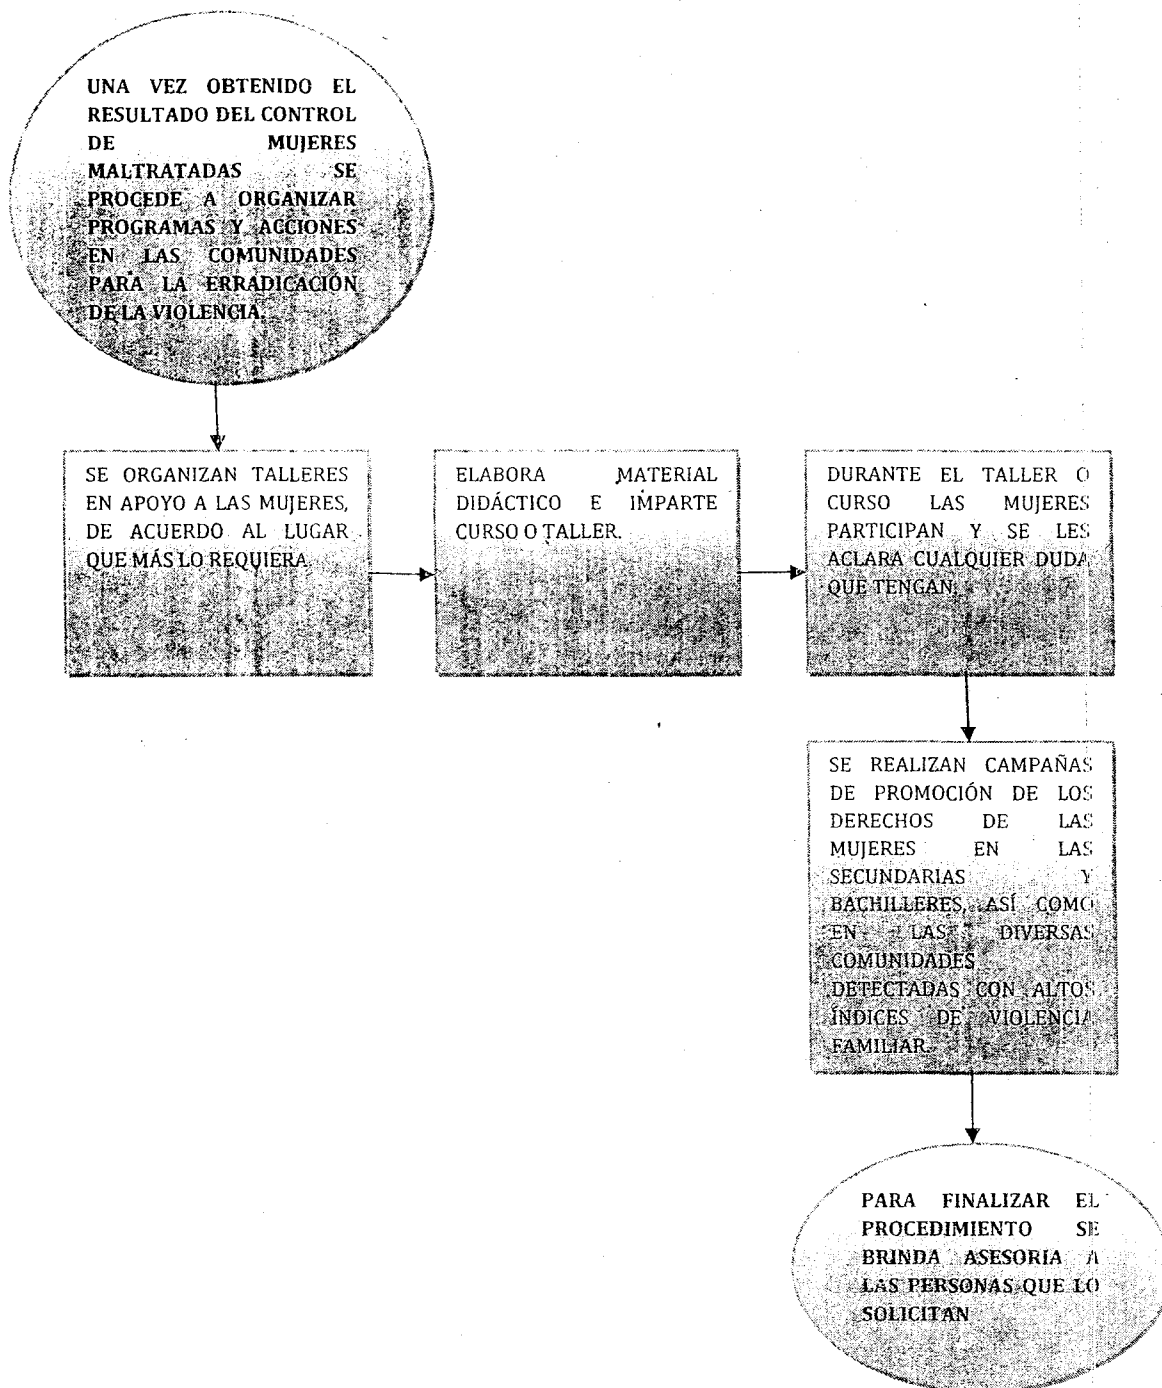 UNA VEZ OBTENIDO EL
RESULTADO DEL CONTROL
DE MUJERES
MALTRATADAS SE
PROCEDE A ORGANIZAR
PROGRAMAS Y ACCIONES
EN LAS COMUNIDADES
PARA LA ERRADICACIÓN
DE LA VIOLENCIA.
SE ORGANIZAN TALLERES
EN APOYO A LAS MUJERES,
DE ACUERDO AL LUGAR
QUE MÁS LO REQUIERA.
ELABORA MATERIAL
DIDÁCTICO E IMPARTE
CURSO O TALLER.
DURANTE EL TALLER O
CURSO LAS MUJERES
PARTICIPAN Y SE LES
ACLARA CUALQUIER DUDA
QUE TENGAN.
SE REALIZAN CAMPAÑAS
DE PROMOCIÓN DE LOS
DERECHOS DE LAS
MUJERES EN LAS
SECUNDARIAS Y
BACHILLERES, ASÍ COMO
EN LAS DIVERSAS
COMUNIDADES
DETECTADAS CON ALTOS
ÍNDICES DE VIOLENCIA
FAMILIAR.
PARA FINALIZAR EL
PROCEDIMIENTO SE
BRINDA ASESORIA A
LAS PERSONAS QUE LO
SOLICITAN